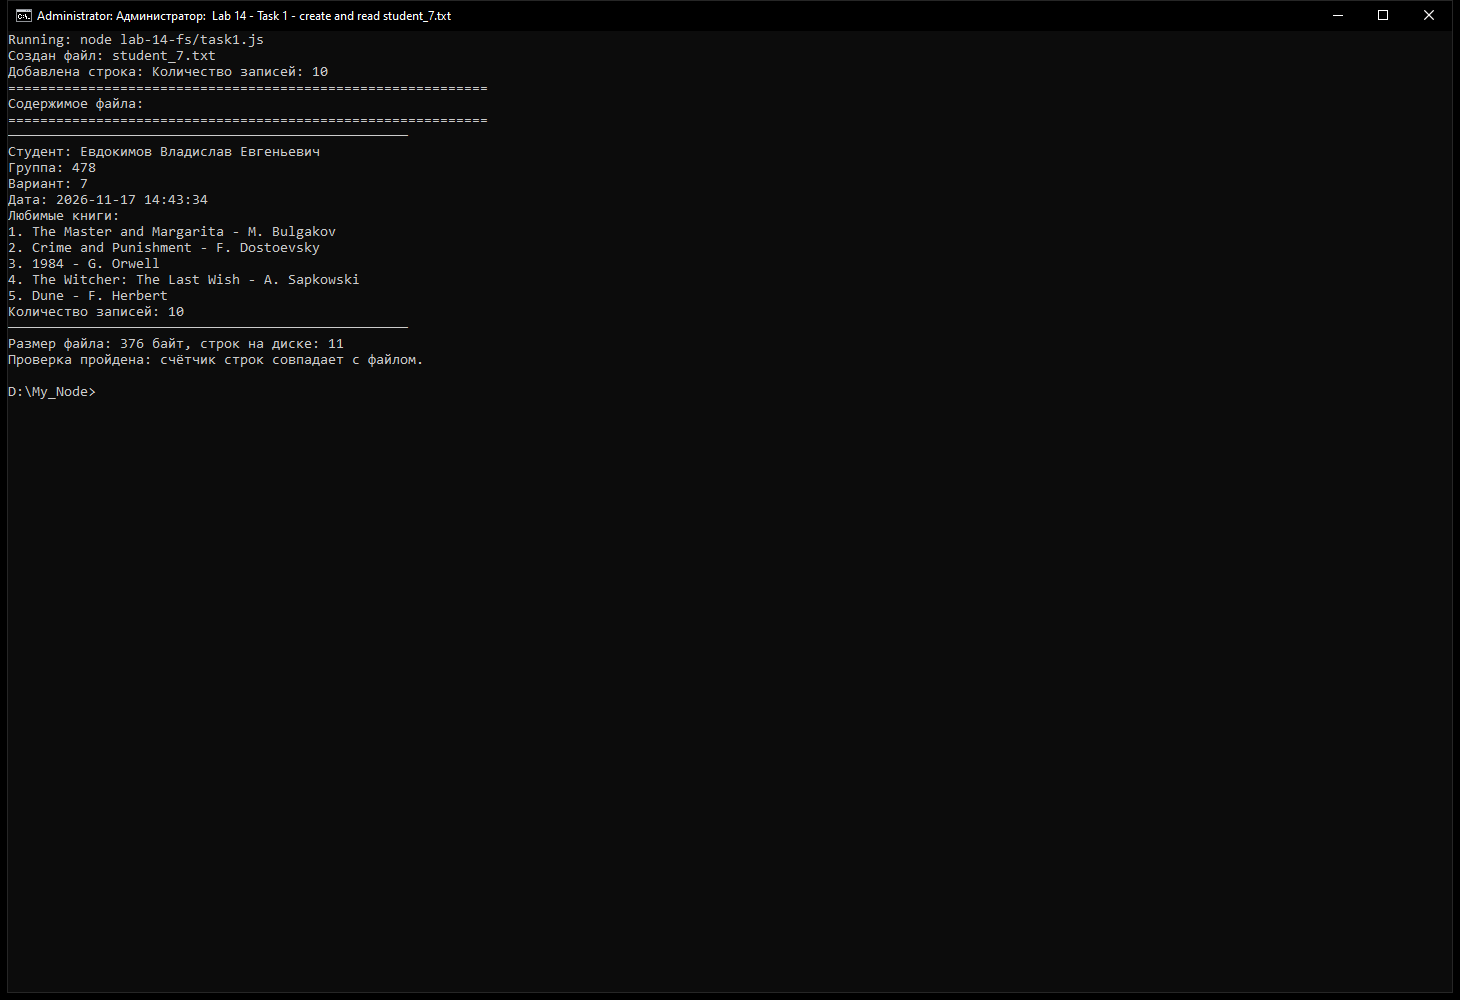 Administrator: Администратор:  Lab 14 - Task 1 - create and read student_7.txt
Running: node lab-14-fs/task1.js
Создан файл: student_7.txt
Добавлена строка: Количество записей: 10
============================================================
Содержимое файла:
============================================================
──────────────────────────────────────────────────
Студент: Евдокимов Владислав Евгеньевич
Группа: 478
Вариант: 7
Дата: 2026-11-17 14:43:34
Любимые книги:
1. The Master and Margarita - M. Bulgakov
2. Crime and Punishment - F. Dostoevsky
3. 1984 - G. Orwell
4. The Witcher: The Last Wish - A. Sapkowski
5. Dune - F. Herbert
Количество записей: 10
──────────────────────────────────────────────────
Размер файла: 376 байт, строк на диске: 11
Проверка пройдена: счётчик строк совпадает с файлом.
D:\My_Node>